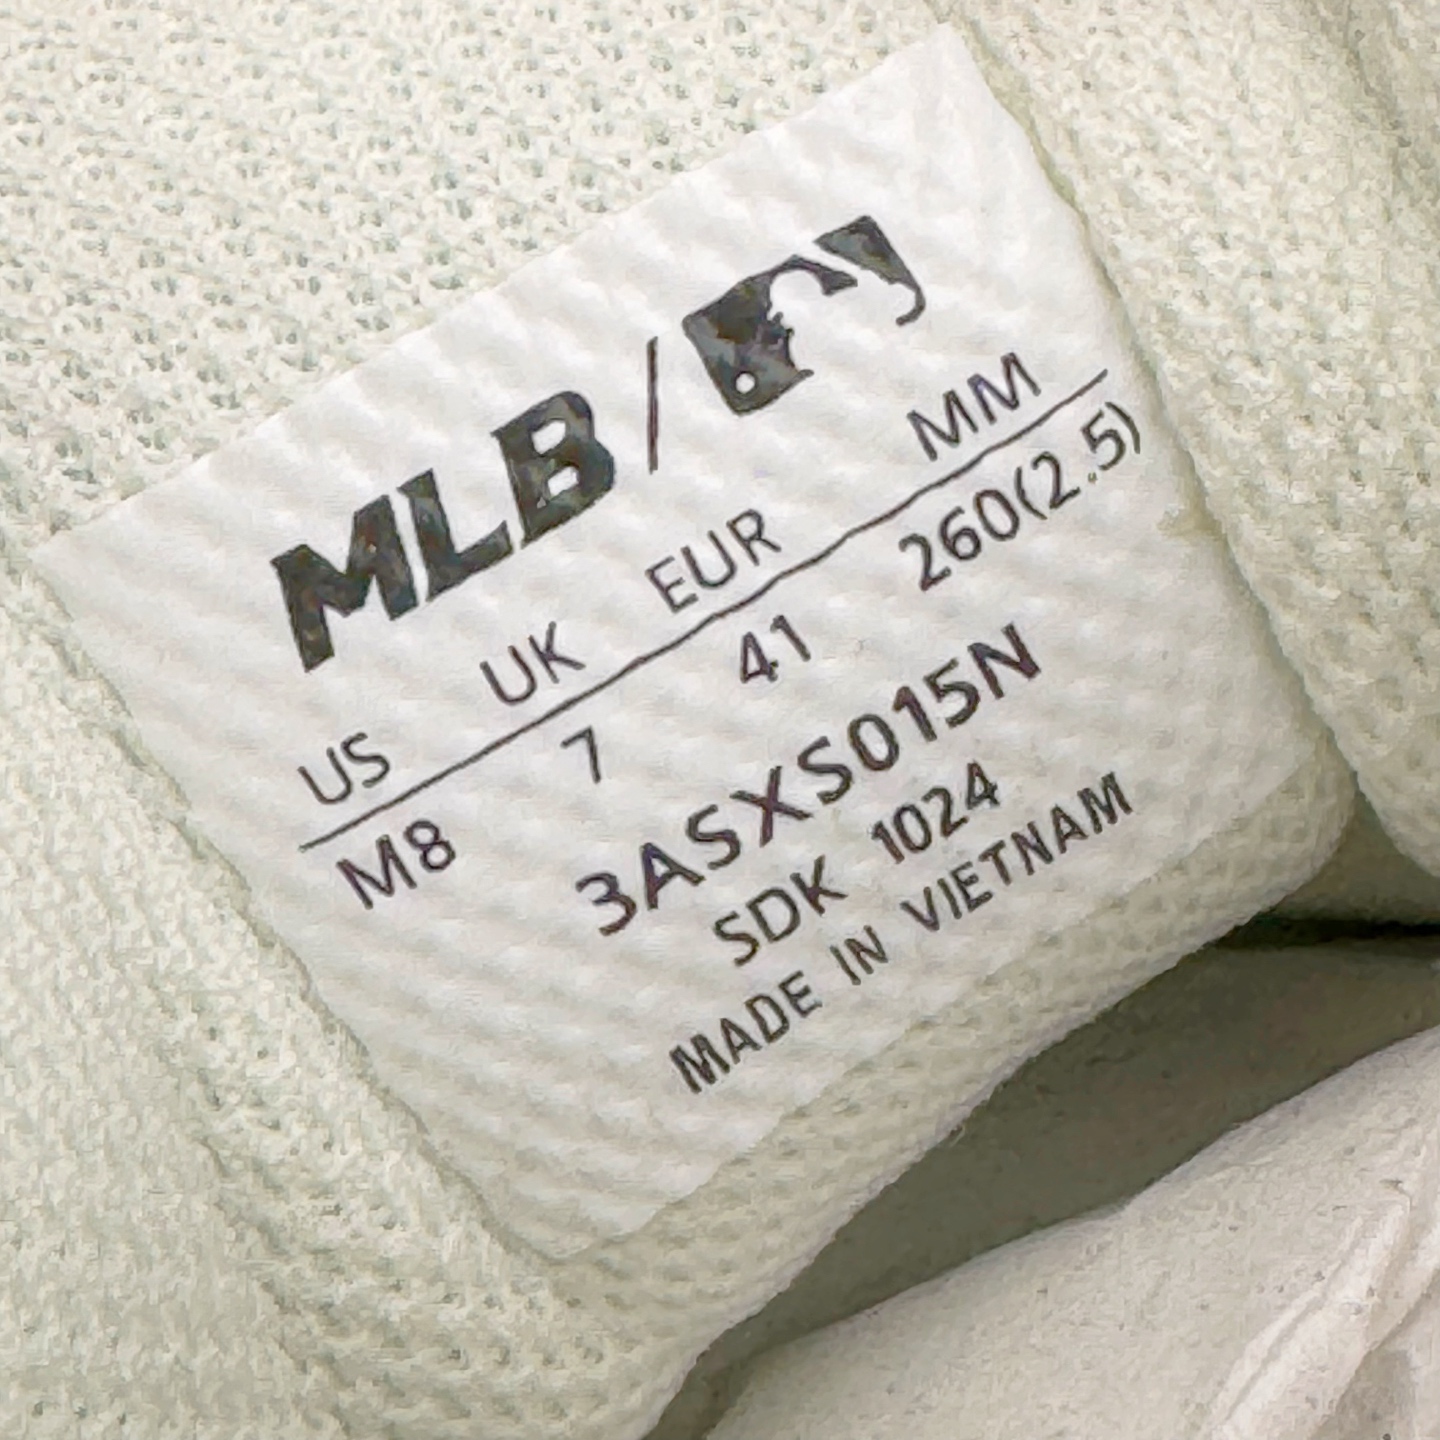 MLB/
US UK EUR MM
M8 7 41 260(2.5)
3ASXS015N
SDK 1024
MADE IN VIETNAM